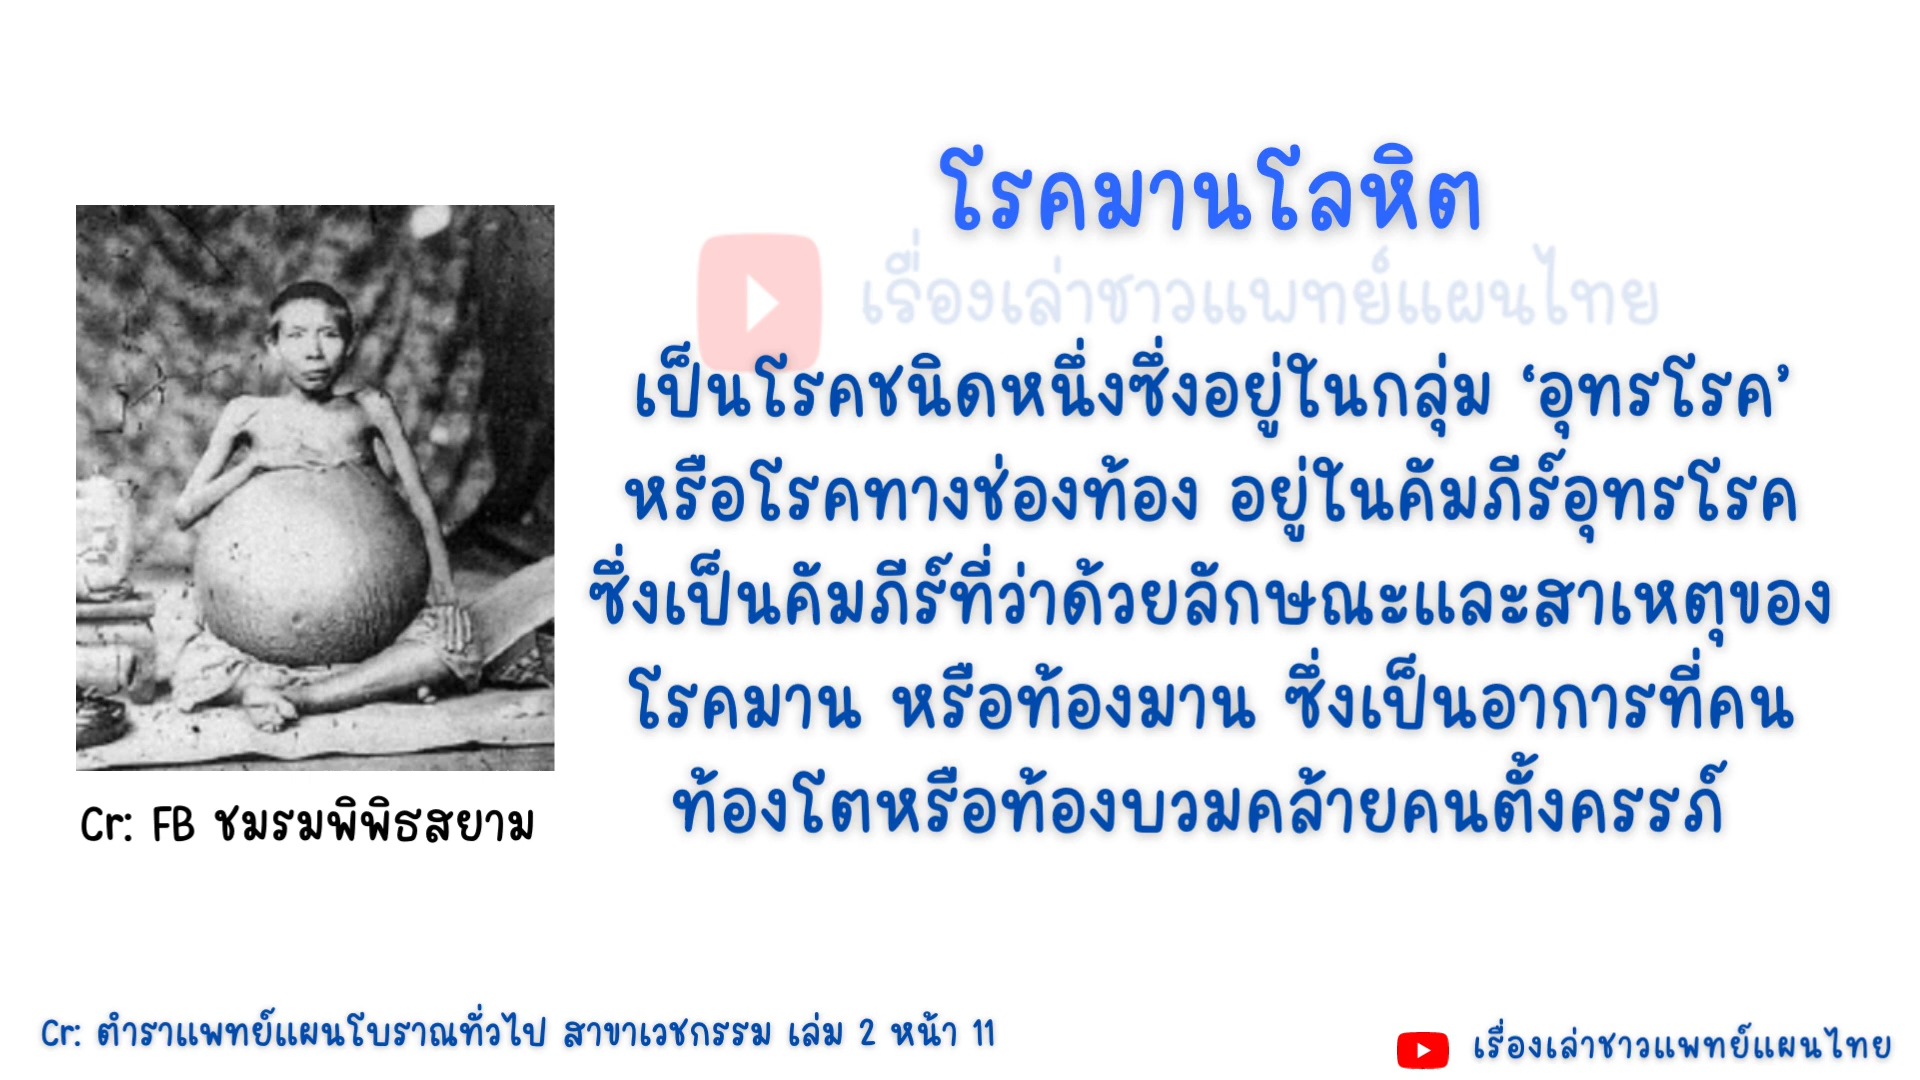 โรคมานโลหิต
เรื่องเล่าชาวแพทย์แผนไทย
เป็นโรคชนิดหนึ่งซึ่งอยู่ในกลุ่ม ‘อุทรโรค’
หรือโรคทางช่องท้อง อยู่ในคัมภีร์อุทรโรค
ซึ่งเป็นคัมภีร์ที่ว่าด้วยลักษณะและสาเหตุของ
โรคมาน หรือท้องมาน ซึ่งเป็นอาการที่คน
ท้องโตหรือท้องบวมคล้ายคนตั้งครรภ์
Cr: FB ชมรมพิพิธสยาม
Cr: ตำราแพทย์แผนโบราณทั่วไป สาขาเวชกรรม เล่ม 2 หน้า 11
เรื่องเล่าชาวแพทย์แผนไทย